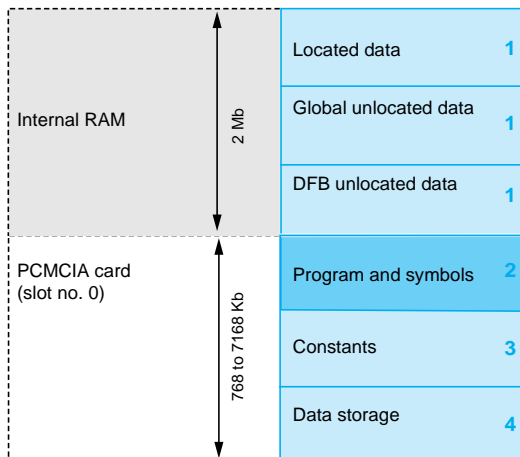 Located data 1
Internal RAM
2 Mb
Global unlocated data 1
DFB unlocated data 1
PCMCIA card
(slot no. 0)
768 to 7168 Kb
Program and symbols 2
Constants 3
Data storage 4